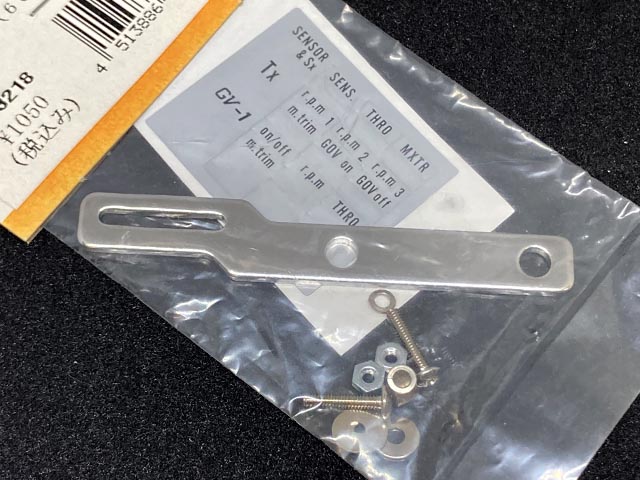 4 513886
218
¥1050
(税込み)
SENSOR
& Sx
SENS.
THRO
MXTR
Tx
r.p.m 1
r.p.m 2
r.p.m 3
GV-1
m.trim
GOV on
GOV off
on/off
m.trim
r.p.m
THRO